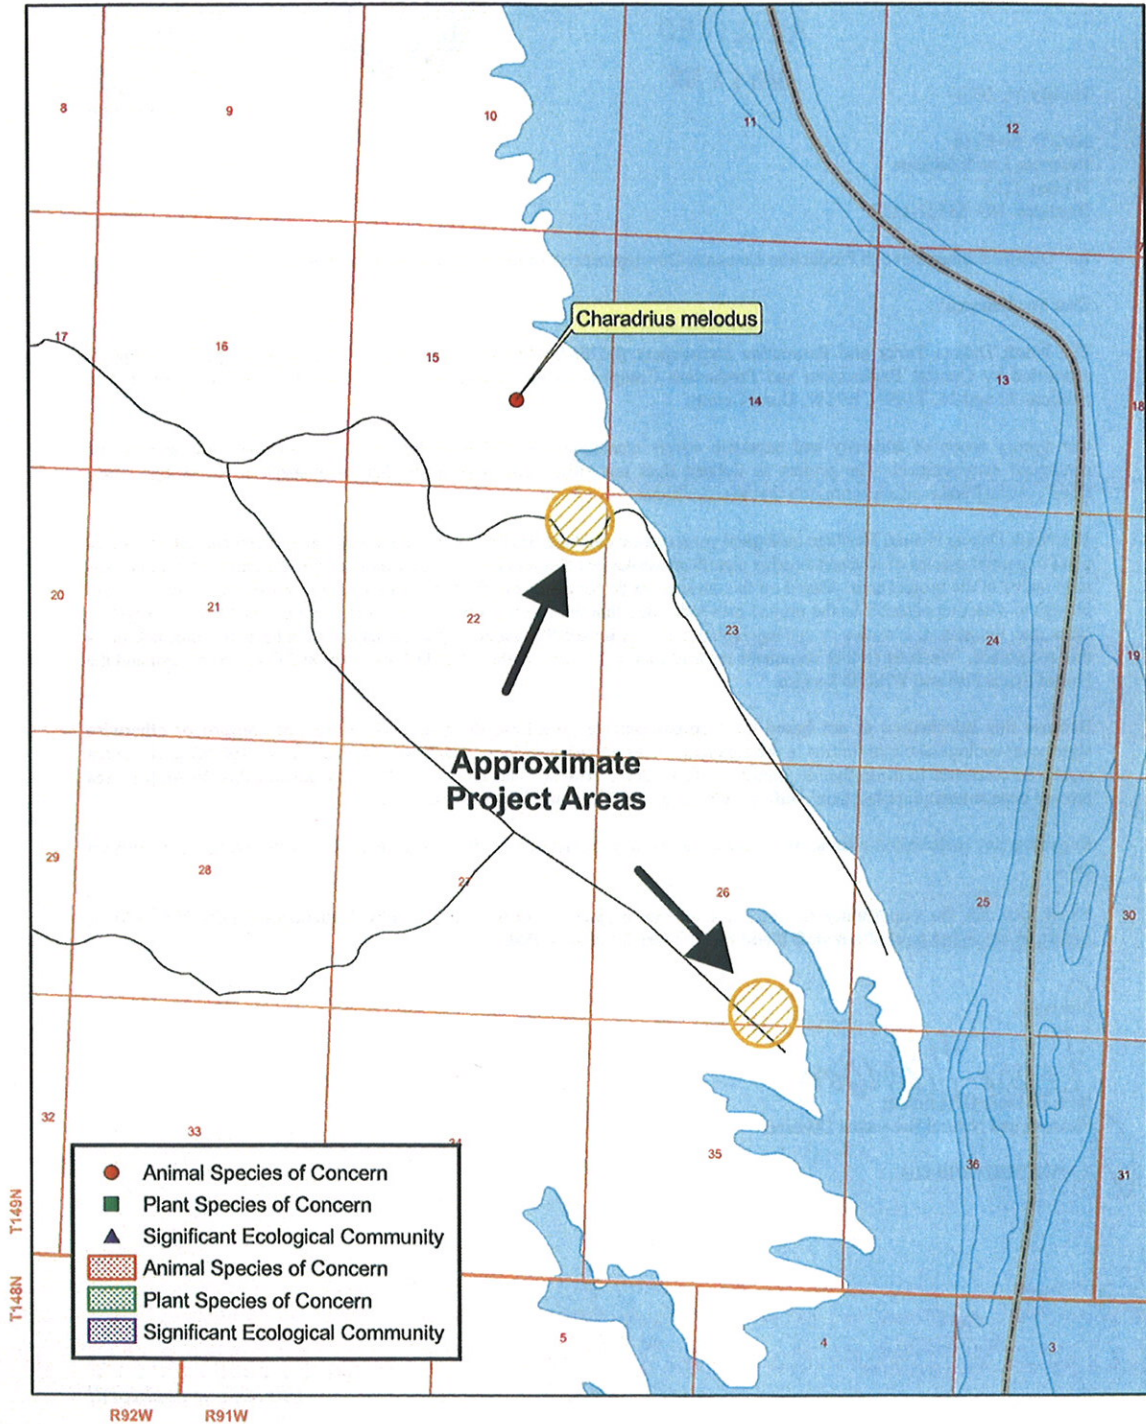 8
9
10
11
12
7
17
16
15
Charadrius melodus
14
13
18
20
21
22
23
24
19
Approximate
Project Areas
29
28
27
26
25
30
32
33
34
35
36
31
T149N
T148N
Animal Species of Concern
Plant Species of Concern
Significant Ecological Community
Animal Species of Concern
Plant Species of Concern
Significant Ecological Community
5
4
3
R92W
R91W